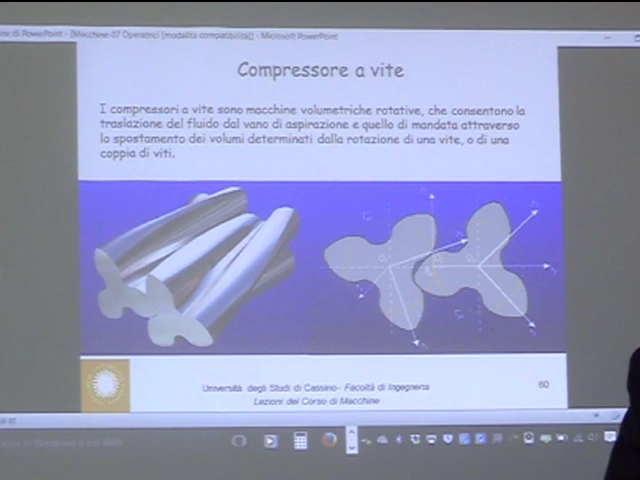 di PowerPoint - [Macchine-07 Operatrici [modalità compatibilità]] - Microsoft PowerPoint
Compressore a vite
I compressori a vite sono macchine volumetriche rotative, che consentono la
traslazione del fluido dal vano di aspirazione e quello di mandata attraverso
lo spostamento dei volumi determinati dalla rotazione di una vite, o di una
coppia di viti.
Università degli Studi di Cassino- Facoltà di Ingegneria
Lezioni del Corso di Macchine
60